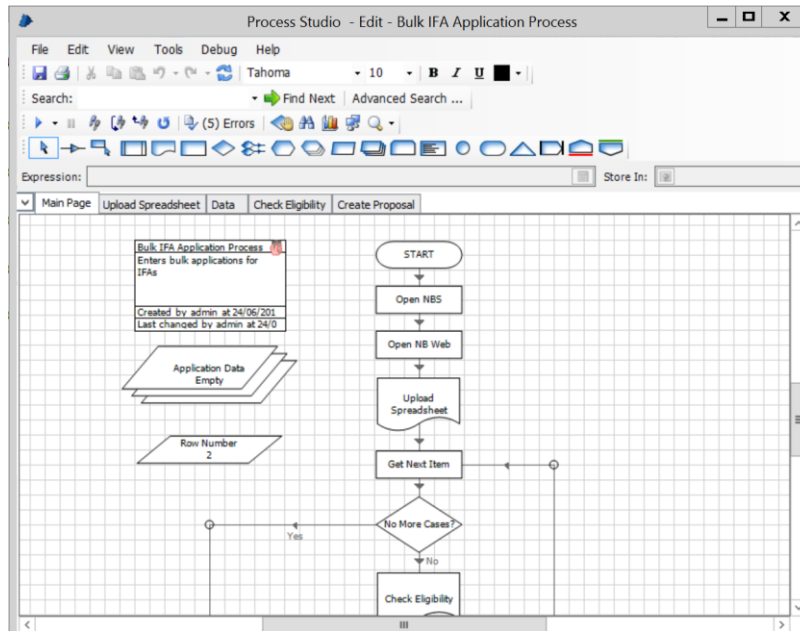 Process Studio - Edit - Bulk IFA Application Process
File Edit View Tools Debug Help
Tahoma 10 B I U
Search: Find Next Advanced Search ...
(5) Errors
Expression: Store In:
Main Page Upload Spreadsheet Data Check Eligibility Create Proposal
Bulk IFA Application Process
Enters bulk applications for
IFAs
Created by admin at 24/06/201
Last changed by admin at 24/0
Application Data
Empty
Row Number
2
START
Open NBS
Open NB Web
Upload
Spreadsheet
Get Next Item
No More Cases?
Yes
No
Check Eligibility